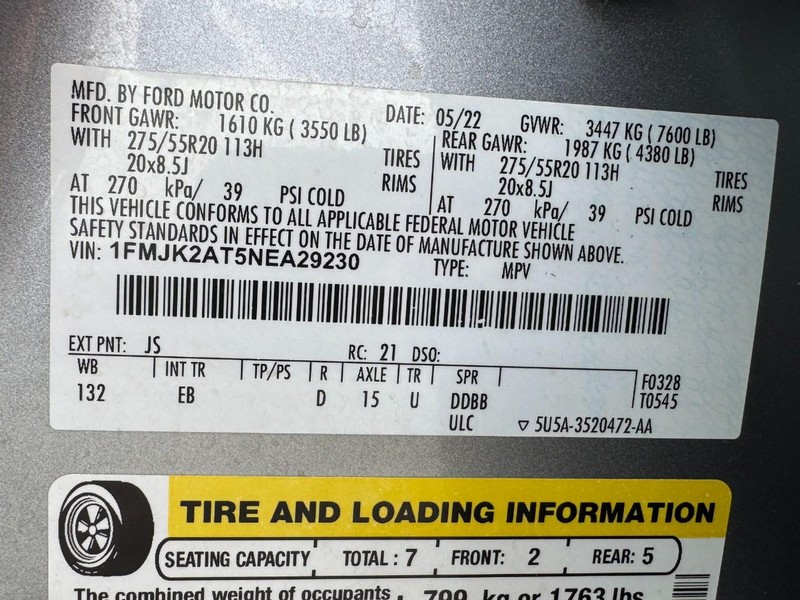 MFD. BY FORD MOTOR CO. DATE: 05/22 GVWR: 3447 KG ( 7600 LB)
FRONT GAWR: 1610 KG ( 3550 LB) REAR GAWR: 1987 KG ( 4380 LB)
WITH 275/55R20 113H TIRES WITH 275/55R20 113H TIRES
20x8.5J RIMS 20x8.5J RIMS
AT 270 kPa/ 39 PSI COLD AT 270 kPa/ 39 PSI COLD
THIS VEHICLE CONFORMS TO ALL APPLICABLE FEDERAL MOTOR VEHICLE
SAFETY STANDARDS IN EFFECT ON THE DATE OF MANUFACTURE SHOWN ABOVE.
VIN: 1FMJK2AT5NEA29230 TYPE: MPV
EXT PNT: JS RC: 21 DSO:
WB INT TR TP/PS R AXLE TR SPR F0328
132 EB D 15 U DDBB T0545
ULC ▽ 5U5A-3520472-AA
TIRE AND LOADING INFORMATION
SEATING CAPACITY TOTAL : 7 FRONT: 2 REAR: 5
The combined weight of occupants 799 kg or 1763 lbs